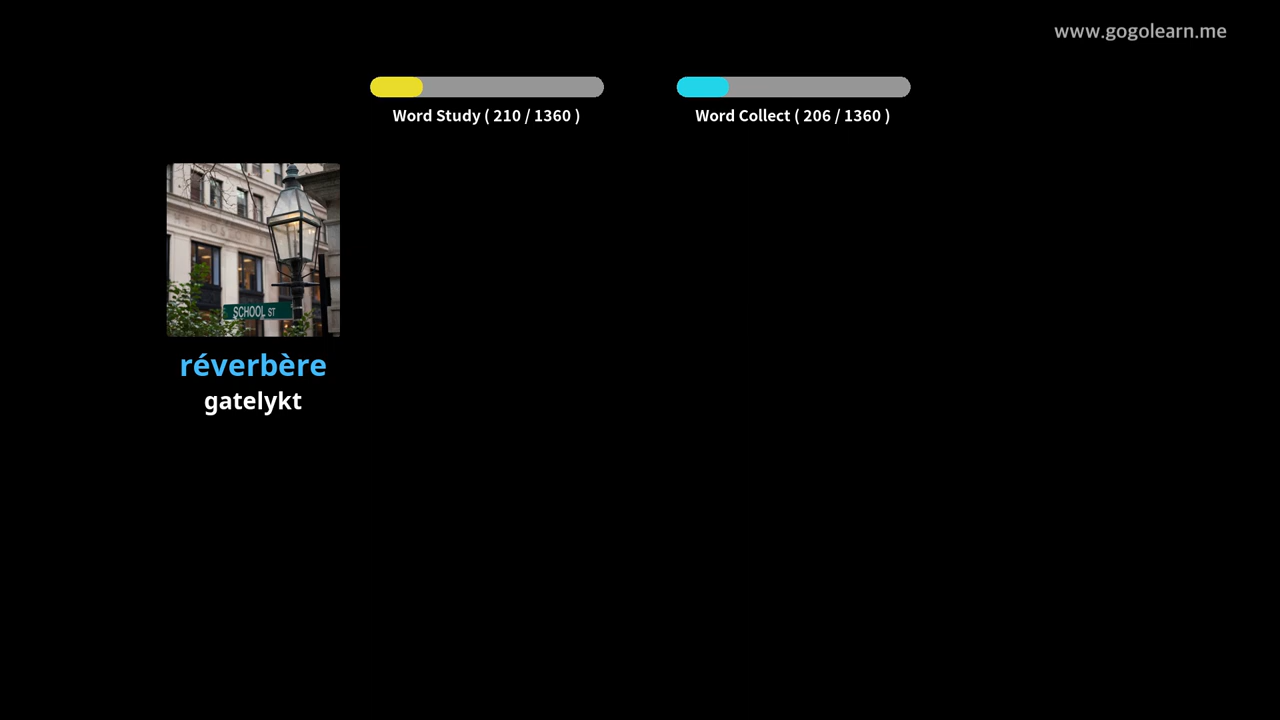 www.gogolearn.me
Word Study ( 210 / 1360 )
Word Collect ( 206 / 1360 )
SCHOOL ST
réverbère
gatelykt